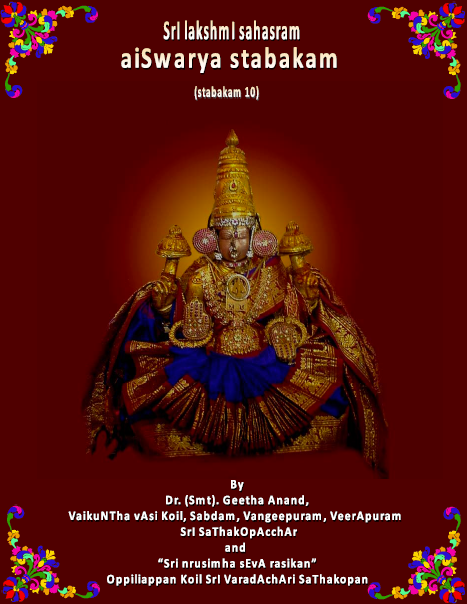 SrI lakshmI sahasram
aiSwarya stabakam
(stabakam 10)
By
Dr. (Smt). Geetha Anand,
VaikuNTha vAsi Koil, Sabdam, Vangeepuram, VeerApuram
SrI SaThakOpAcchAr
and
“Sri nrusimha sEvA rasikan”
Oppiliappan Koil SrI VaradAchAri SaThakopan